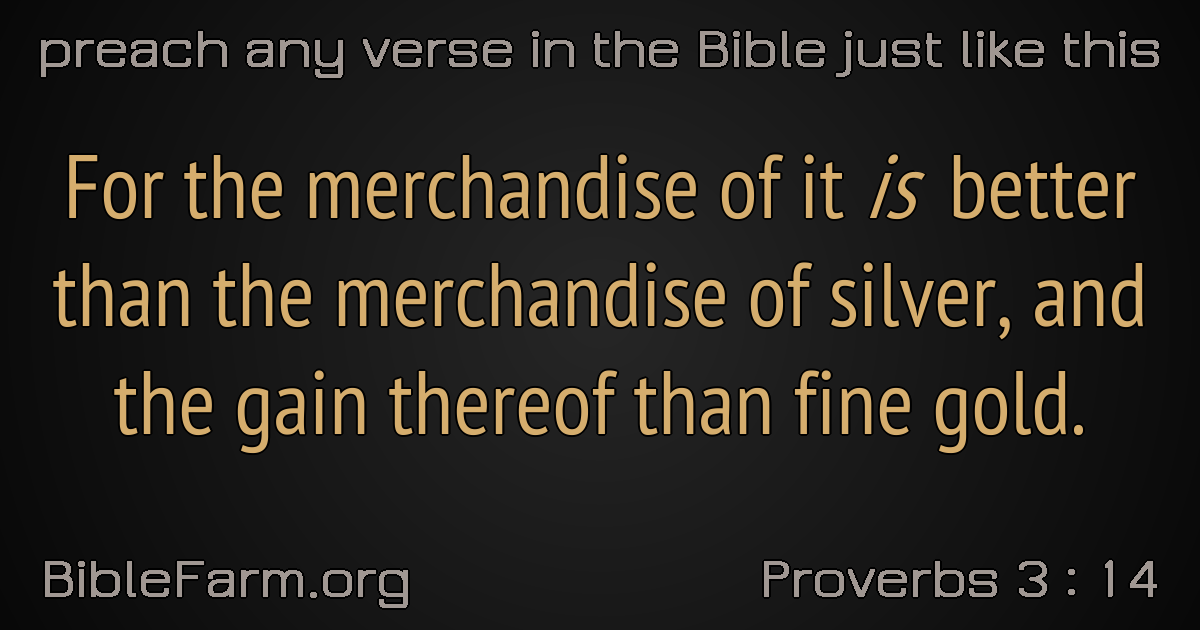 preach any verse in the Bible just like this
For the merchandise of it is better
than the merchandise of silver, and
the gain thereof than fine gold.
BibleFarm.org
Proverbs 3 : 14